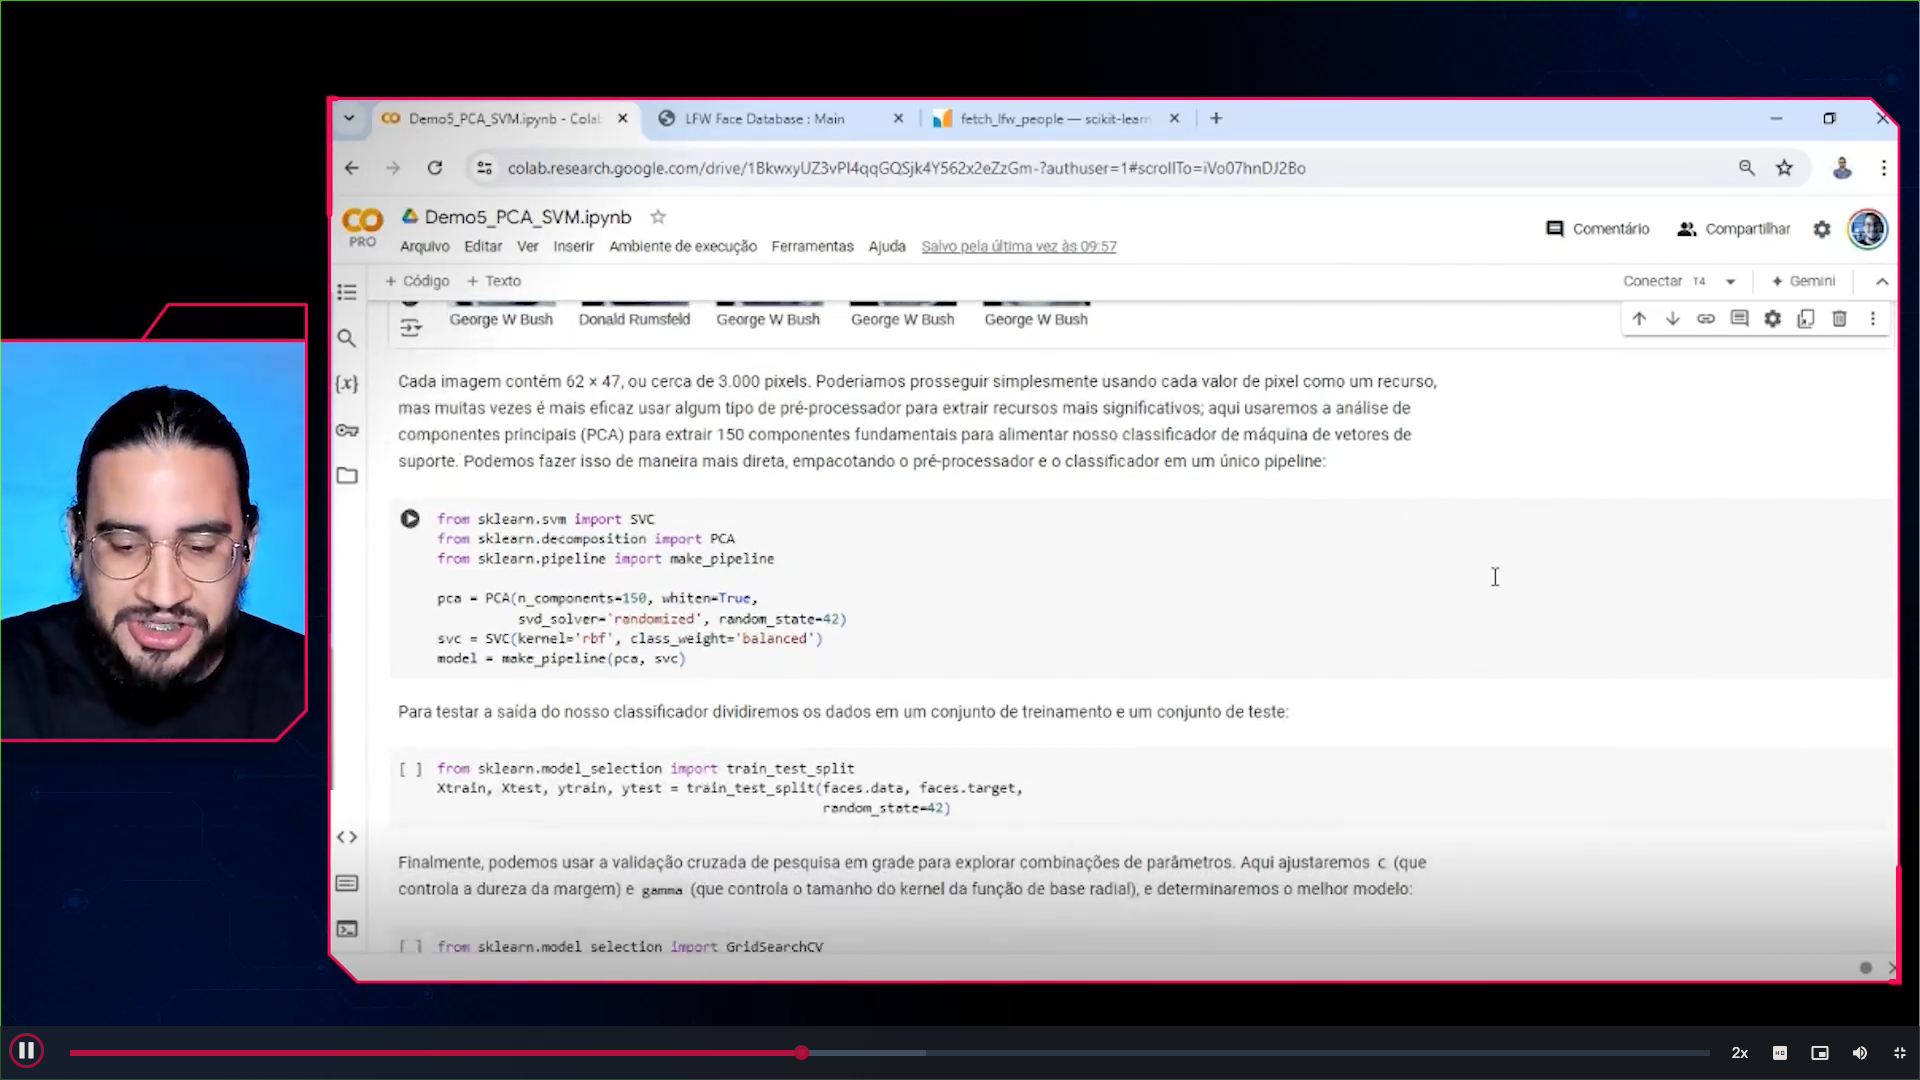 Demo5_PCA_SVM.ipynb - Cola
LFW Face Database : Main
fetch_lfw_people — scikit-learn
colab.research.google.com/drive/1BkwxyUZ3vPI4qqGQSjk4Y562x2eZzGm-?authuser=1#scrollTo=iVo07hnDJ2Bo
CO
PRO
Demo5_PCA_SVM.ipynb
Comentário
Compartilhar
Arquivo Editar Ver Inserir Ambiente de execução Ferramentas Ajuda Salvo pela última vez às 09:57
+ Código + Texto
Conectar T4
Gemini
George W Bush Donald Rumsfeld George W Bush George W Bush George W Bush
{x}
Cada imagem contém 62 × 47, ou cerca de 3.000 pixels. Poderíamos prosseguir simplesmente usando cada valor de pixel como um recurso,
mas muitas vezes é mais eficaz usar algum tipo de pré-processador para extrair recursos mais significativos; aqui usaremos a análise de
componentes principais (PCA) para extrair 150 componentes fundamentais para alimentar nosso classificador de máquina de vetores de
suporte. Podemos fazer isso de maneira mais direta, empacotando o pré-processador e o classificador em um único pipeline:
from sklearn.svm import SVC
from sklearn.decomposition import PCA
from sklearn.pipeline import make_pipeline
pca = PCA(n_components=150, whiten=True,
svd_solver='randomized', random_state=42)
svc = SVC(kernel='rbf', class_weight='balanced')
model = make_pipeline(pca, svc)
Para testar a saída do nosso classificador dividiremos os dados em um conjunto de treinamento e um conjunto de teste:
[ ] from sklearn.model_selection import train_test_split
Xtrain, Xtest, ytrain, ytest = train_test_split(faces.data, faces.target,
random_state=42)
Finalmente, podemos usar a validação cruzada de pesquisa em grade para explorar combinações de parâmetros. Aqui ajustaremos C (que
controla a dureza da margem) e gamma (que controla o tamanho do kernel da função de base radial), e determinaremos o melhor modelo:
[ ] from sklearn.model_selection import GridSearchCV
2x
HD